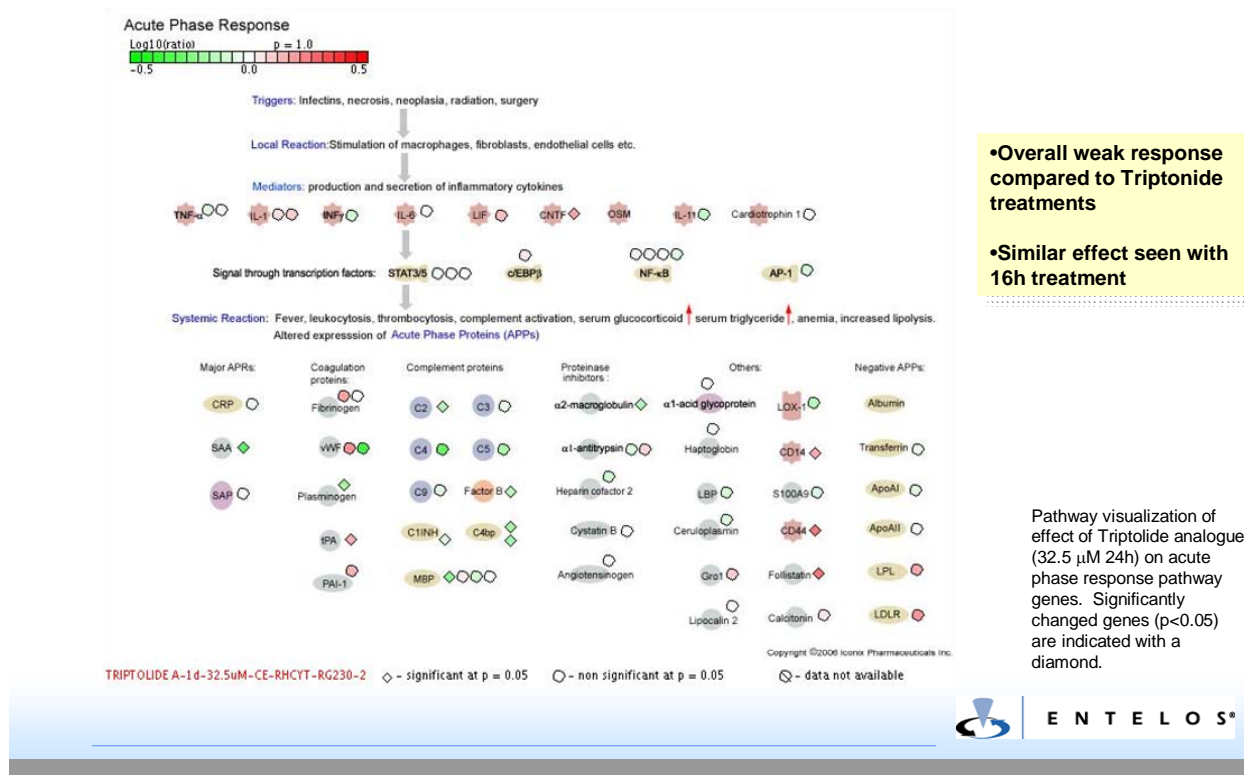 Acute Phase Response
Log10(ratio) p = 1.0
-0.5 0.0 0.5
Triggers: Infectins, necrosis, neoplasia, radiation, surgery
Local Reaction:Stimulation of macrophages, fibroblasts, endothelial cells etc.
Mediators: production and secretion of inflammatory cytokines
TNF-α IL-1 INFγ IL-6 LIF CNTF OSM IL-11 Cardiotrophin 1
Signal through transcription factors: STAT3/5 c/EBPβ NF-κB AP-1
Systemic Reaction: Fever, leukocytosis, thrombocytosis, complement activation, serum glucocorticoid serum triglyceride , anemia, increased lipolysis.
Altered expresssion of Acute Phase Proteins (APPs)
Major APRs: Coagulation proteins: Complement proteins Proteinase inhibitors : Others: Negative APPs:
CRP Fibrinogen C2 C3 α2-macroglobulin α1-acid glycoprotein LOX-1 Albumin
SAA vWF C4 C5 α1-antitrypsin Haptoglobin CD14 Transferrin
SAP Plasminogen C9 Factor B Heparin cofactor 2 LBP S100A9 ApoAI
tPA C1INH C4bp Cystatin B Ceruloplasmin CD44 ApoAII
PAI-1 MBP Angiotensinogen Gro1 Follistatin LPL
Lipocalin 2 Calcitonin LDLR
Copyright ©2006 Iconix Pharmaceuticals Inc.
TRIPTOLIDE A-1d-32.5uM-CE-RHCYT-RG230-2 - significant at p = 0.05 - non significant at p = 0.05 - data not available
•Overall weak response
compared to Triptonide
treatments
•Similar effect seen with
16h treatment
Pathway visualization of
effect of Triptolide analogue
(32.5 μM 24h) on acute
phase response pathway
genes. Significantly
changed genes (p<0.05)
are indicated with a
diamond.
ENTELOS®